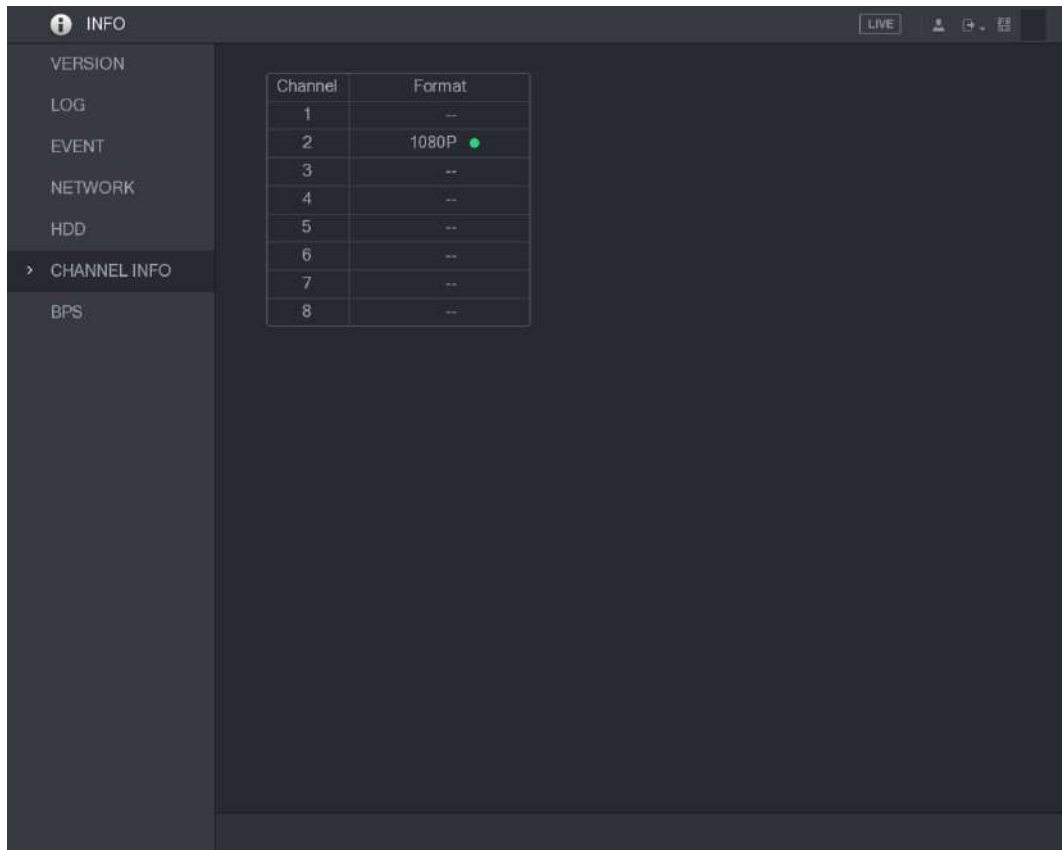 INFO
LIVE
VERSION
LOG
EVENT
NETWORK
HDD
CHANNEL INFO
BPS
Channel Format
1 --
2 1080P
3 --
4 --
5 --
6 --
7 --
8 --